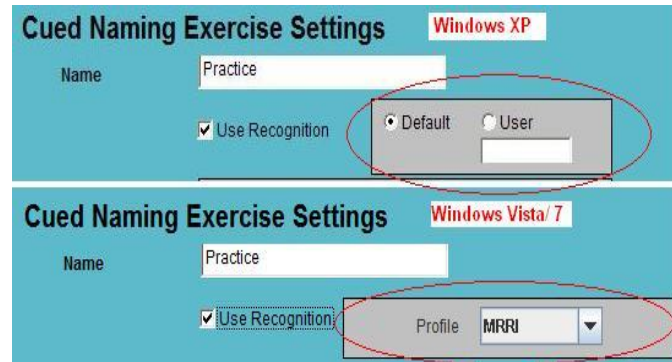 Cued Naming Exercise Settings Windows XP
Name Practice
Use Recognition Default User
Cued Naming Exercise Settings Windows Vista/ 7
Name Practice
Use Recognition Profile MRRI